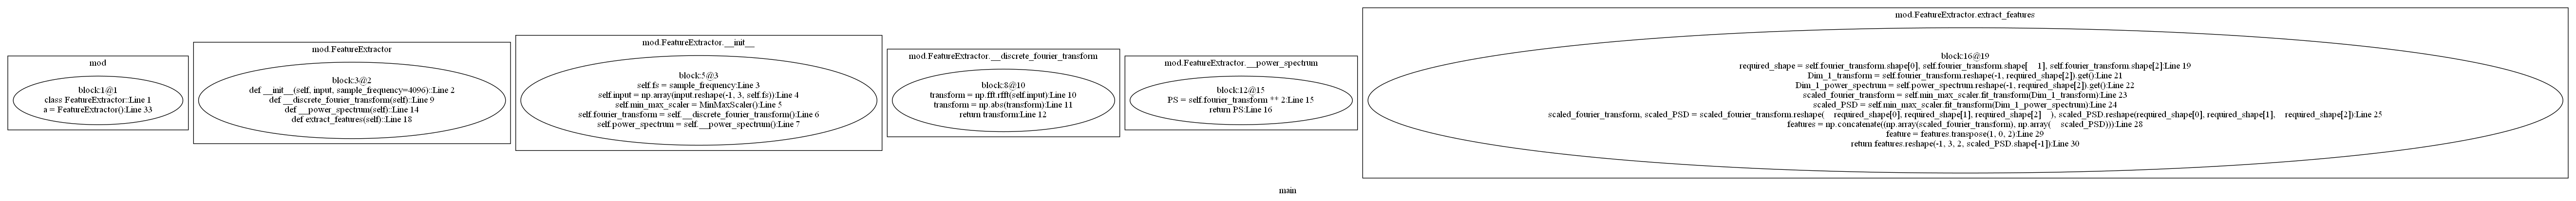 mod
block:1@1
class FeatureExtractor::Line 1
a = FeatureExtractor():Line 33
mod.FeatureExtractor
block:3@2
def __init__(self, input, sample_frequency=4096)::Line 2
def __discrete_fourier_transform(self)::Line 9
def __power_spectrum(self)::Line 14
def extract_features(self)::Line 18
mod.FeatureExtractor.__init__
block:5@3
self.fs = sample_frequency:Line 3
self.input = np.array(input.reshape(-1, 3, self.fs)):Line 4
self.min_max_scaler = MinMaxScaler():Line 5
self.fourier_transform = self.__discrete_fourier_transform():Line 6
self.power_spectrum = self.__power_spectrum():Line 7
mod.FeatureExtractor.__discrete_fourier_transform
block:8@10
transform = np.fft.rfft(self.input):Line 10
transform = np.abs(transform):Line 11
return transform:Line 12
mod.FeatureExtractor.__power_spectrum
block:12@15
PS = self.fourier_transform ** 2:Line 15
return PS:Line 16
mod.FeatureExtractor.extract_features
block:16@19
required_shape = self.fourier_transform.shape[0], self.fourier_transform.shape[    1], self.fourier_transform.shape[2]:Line 19
Dim_1_transform = self.fourier_transform.reshape(-1, required_shape[2]).get():Line 21
Dim_1_power_spectrum = self.power_spectrum.reshape(-1, required_shape[2]).get():Line 22
scaled_fourier_transform = self.min_max_scaler.fit_transform(Dim_1_transform):Line 23
scaled_PSD = self.min_max_scaler.fit_transform(Dim_1_power_spectrum):Line 24
scaled_fourier_transform, scaled_PSD = scaled_fourier_transform.reshape(    required_shape[0], required_shape[1], required_shape[2]    ), scaled_PSD.reshape(required_shape[0], required_shape[1],    required_shape[2]):Line 25
features = np.concatenate((np.array(scaled_fourier_transform), np.array(    scaled_PSD))):Line 28
feature = features.transpose(1, 0, 2):Line 29
return features.reshape(-1, 3, 2, scaled_PSD.shape[-1]):Line 30
main